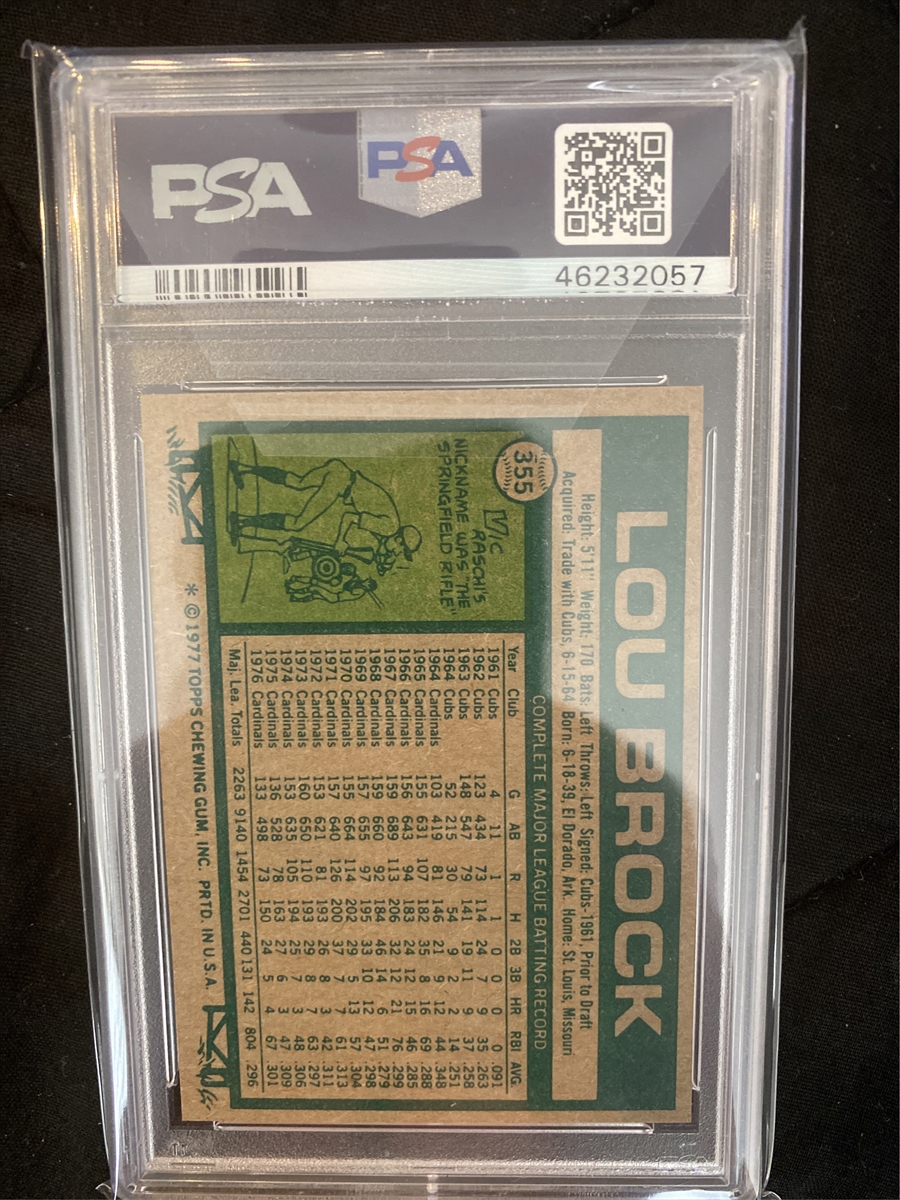 PSA
PSA
46232057
LOU BROCK
Height: 5'11" Weight: 170 Bats: Left Throws: Left Signed: Cubs-1961, Prior to Draft
Acquired: Trade with Cubs, 6-15-64 Born: 6-18-39, El Dorado, Ark. Home: St. Louis, Missouri
355
VIC RASCHI'S
NICKNAME WAS "THE
SPRINGFIELD RIFLE"
COMPLETE MAJOR LEAGUE BATTING RECORD
Year Club G AB R H 2B 3B HR RBI AVG.
1961 Cubs 4 11 1 1 0 0 0 0 .091
1962 Cubs 123 434 73 114 24 7 9 35 .263
1963 Cubs 148 547 79 141 19 11 9 37 .258
1964 Cubs 52 215 30 54 9 2 2 14 .251
1964 Cardinals 103 419 81 146 21 9 12 44 .348
1965 Cardinals 155 631 107 182 35 8 16 69 .288
1966 Cardinals 156 643 94 183 24 12 15 46 .285
1967 Cardinals 159 689 113 206 32 12 21 76 .299
1968 Cardinals 159 660 92 184 46 14 6 51 .279
1969 Cardinals 157 655 97 195 33 10 12 47 .298
1970 Cardinals 155 664 114 202 29 5 13 57 .304
1971 Cardinals 157 640 126 200 37 7 7 61 .313
1972 Cardinals 153 621 81 193 26 8 3 42 .311
1973 Cardinals 160 650 110 193 29 8 7 63 .297
1974 Cardinals 153 635 105 194 25 7 3 48 .306
1975 Cardinals 136 528 78 163 27 6 3 47 .309
1976 Cardinals 133 498 73 150 24 5 4 67 .301
Maj. Lea. Totals 2263 9140 1454 2701 440 131 142 804 .296
* © 1977 TOPPS CHEWING GUM, INC. PRTD. IN U.S.A.